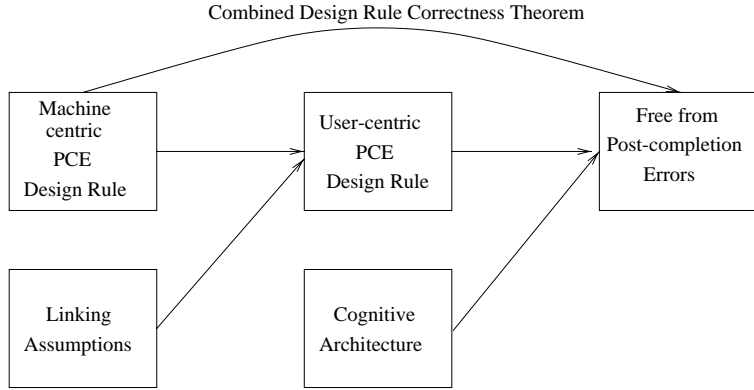 Combined Design Rule Correctness Theorem
Machine
centric
PCE
Design Rule
User-centric
PCE
Design Rule
Free from
Post-completion
Errors
Linking
Assumptions
Cognitive
Architecture